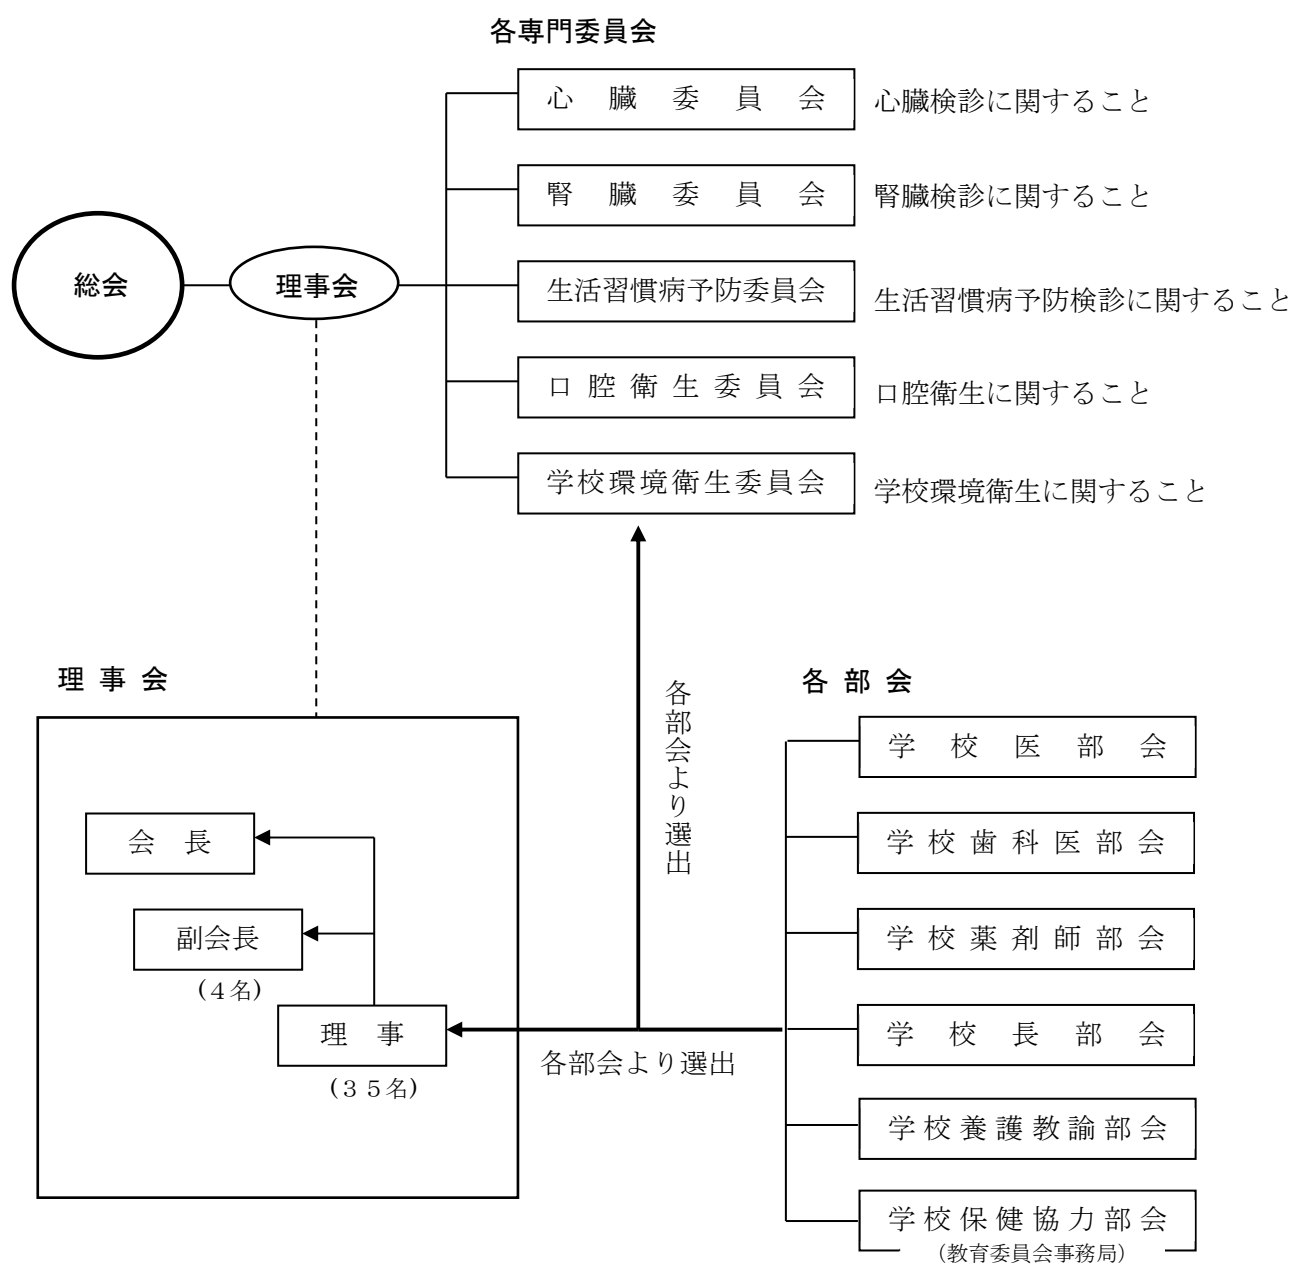 各専門委員会
心臓委員会
心臓検診に関すること
腎臓委員会
腎臓検診に関すること
総会
理事会
生活習慣病予防委員会
生活習慣病予防検診に関すること
口腔衛生委員会
口腔衛生に関すること
学校環境衛生委員会
学校環境衛生に関すること
理事会
会長
副会長
(4名)
理事
(35名)
各部会より選出
各部会より選出
各部会
学校医部会
学校歯科医部会
学校薬剤師部会
学校長部会
学校養護教諭部会
学校保健協力部会
(教育委員会事務局)